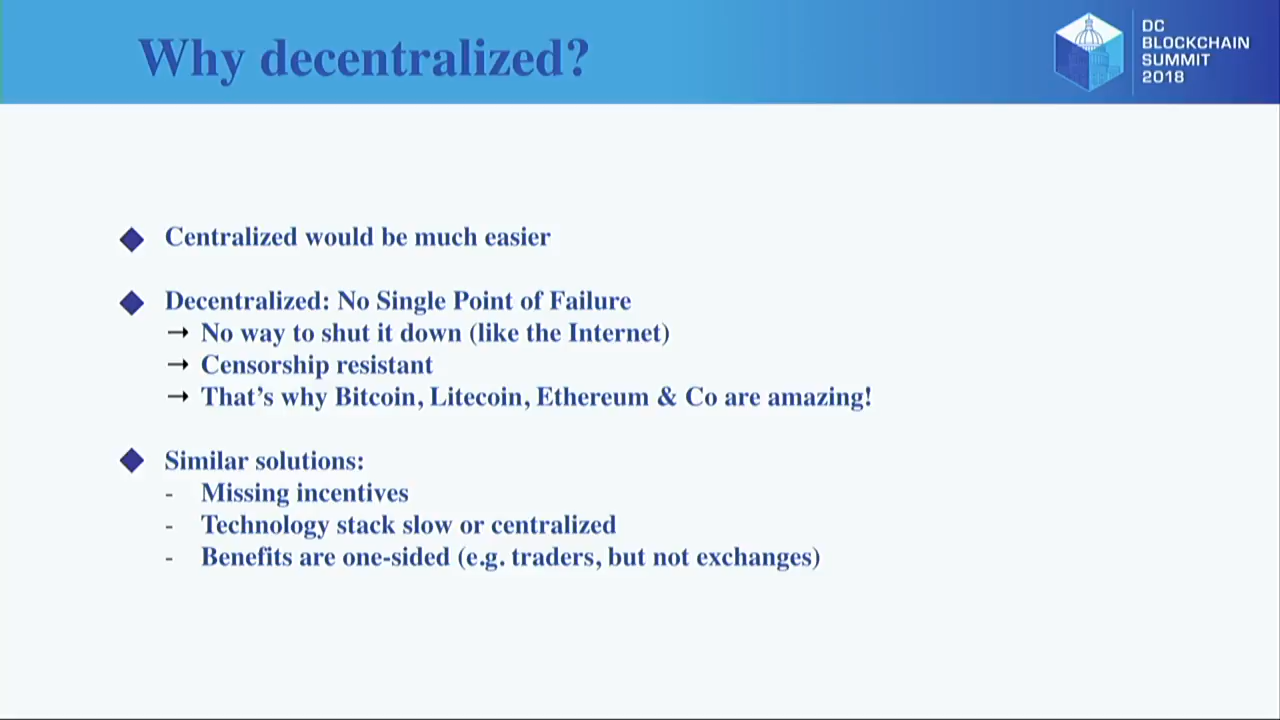 Why decentralized?
DC
BLOCKCHAIN
SUMMIT
2018
◆ Centralized would be much easier
◆ Decentralized: No Single Point of Failure
→ No way to shut it down (like the Internet)
→ Censorship resistant
→ That’s why Bitcoin, Litecoin, Ethereum & Co are amazing!
◆ Similar solutions:
- Missing incentives
- Technology stack slow or centralized
- Benefits are one-sided (e.g. traders, but not exchanges)